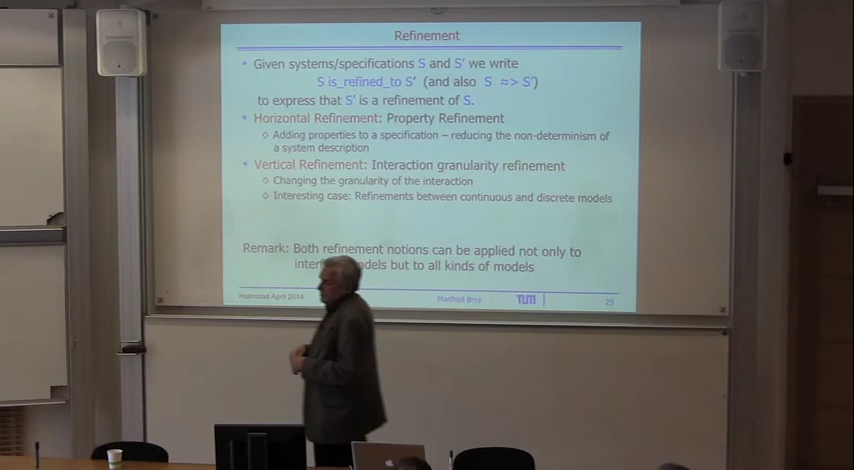 Refinement
• Given systems/specifications S and S' we write
S is_refined_to S' (and also S ≈> S')
to express that S' is a refinement of S.
• Horizontal Refinement: Property Refinement
◇ Adding properties to a specification – reducing the non-determinism of
a system description
• Vertical Refinement: Interaction granularity refinement
◇ Changing the granularity of the interaction
◇ Interesting case: Refinements between continuous and discrete models
Remark: Both refinement notions can be applied not only to
but to all kinds of models
Halmstad April 2014
Manfred Broy
TUM
29